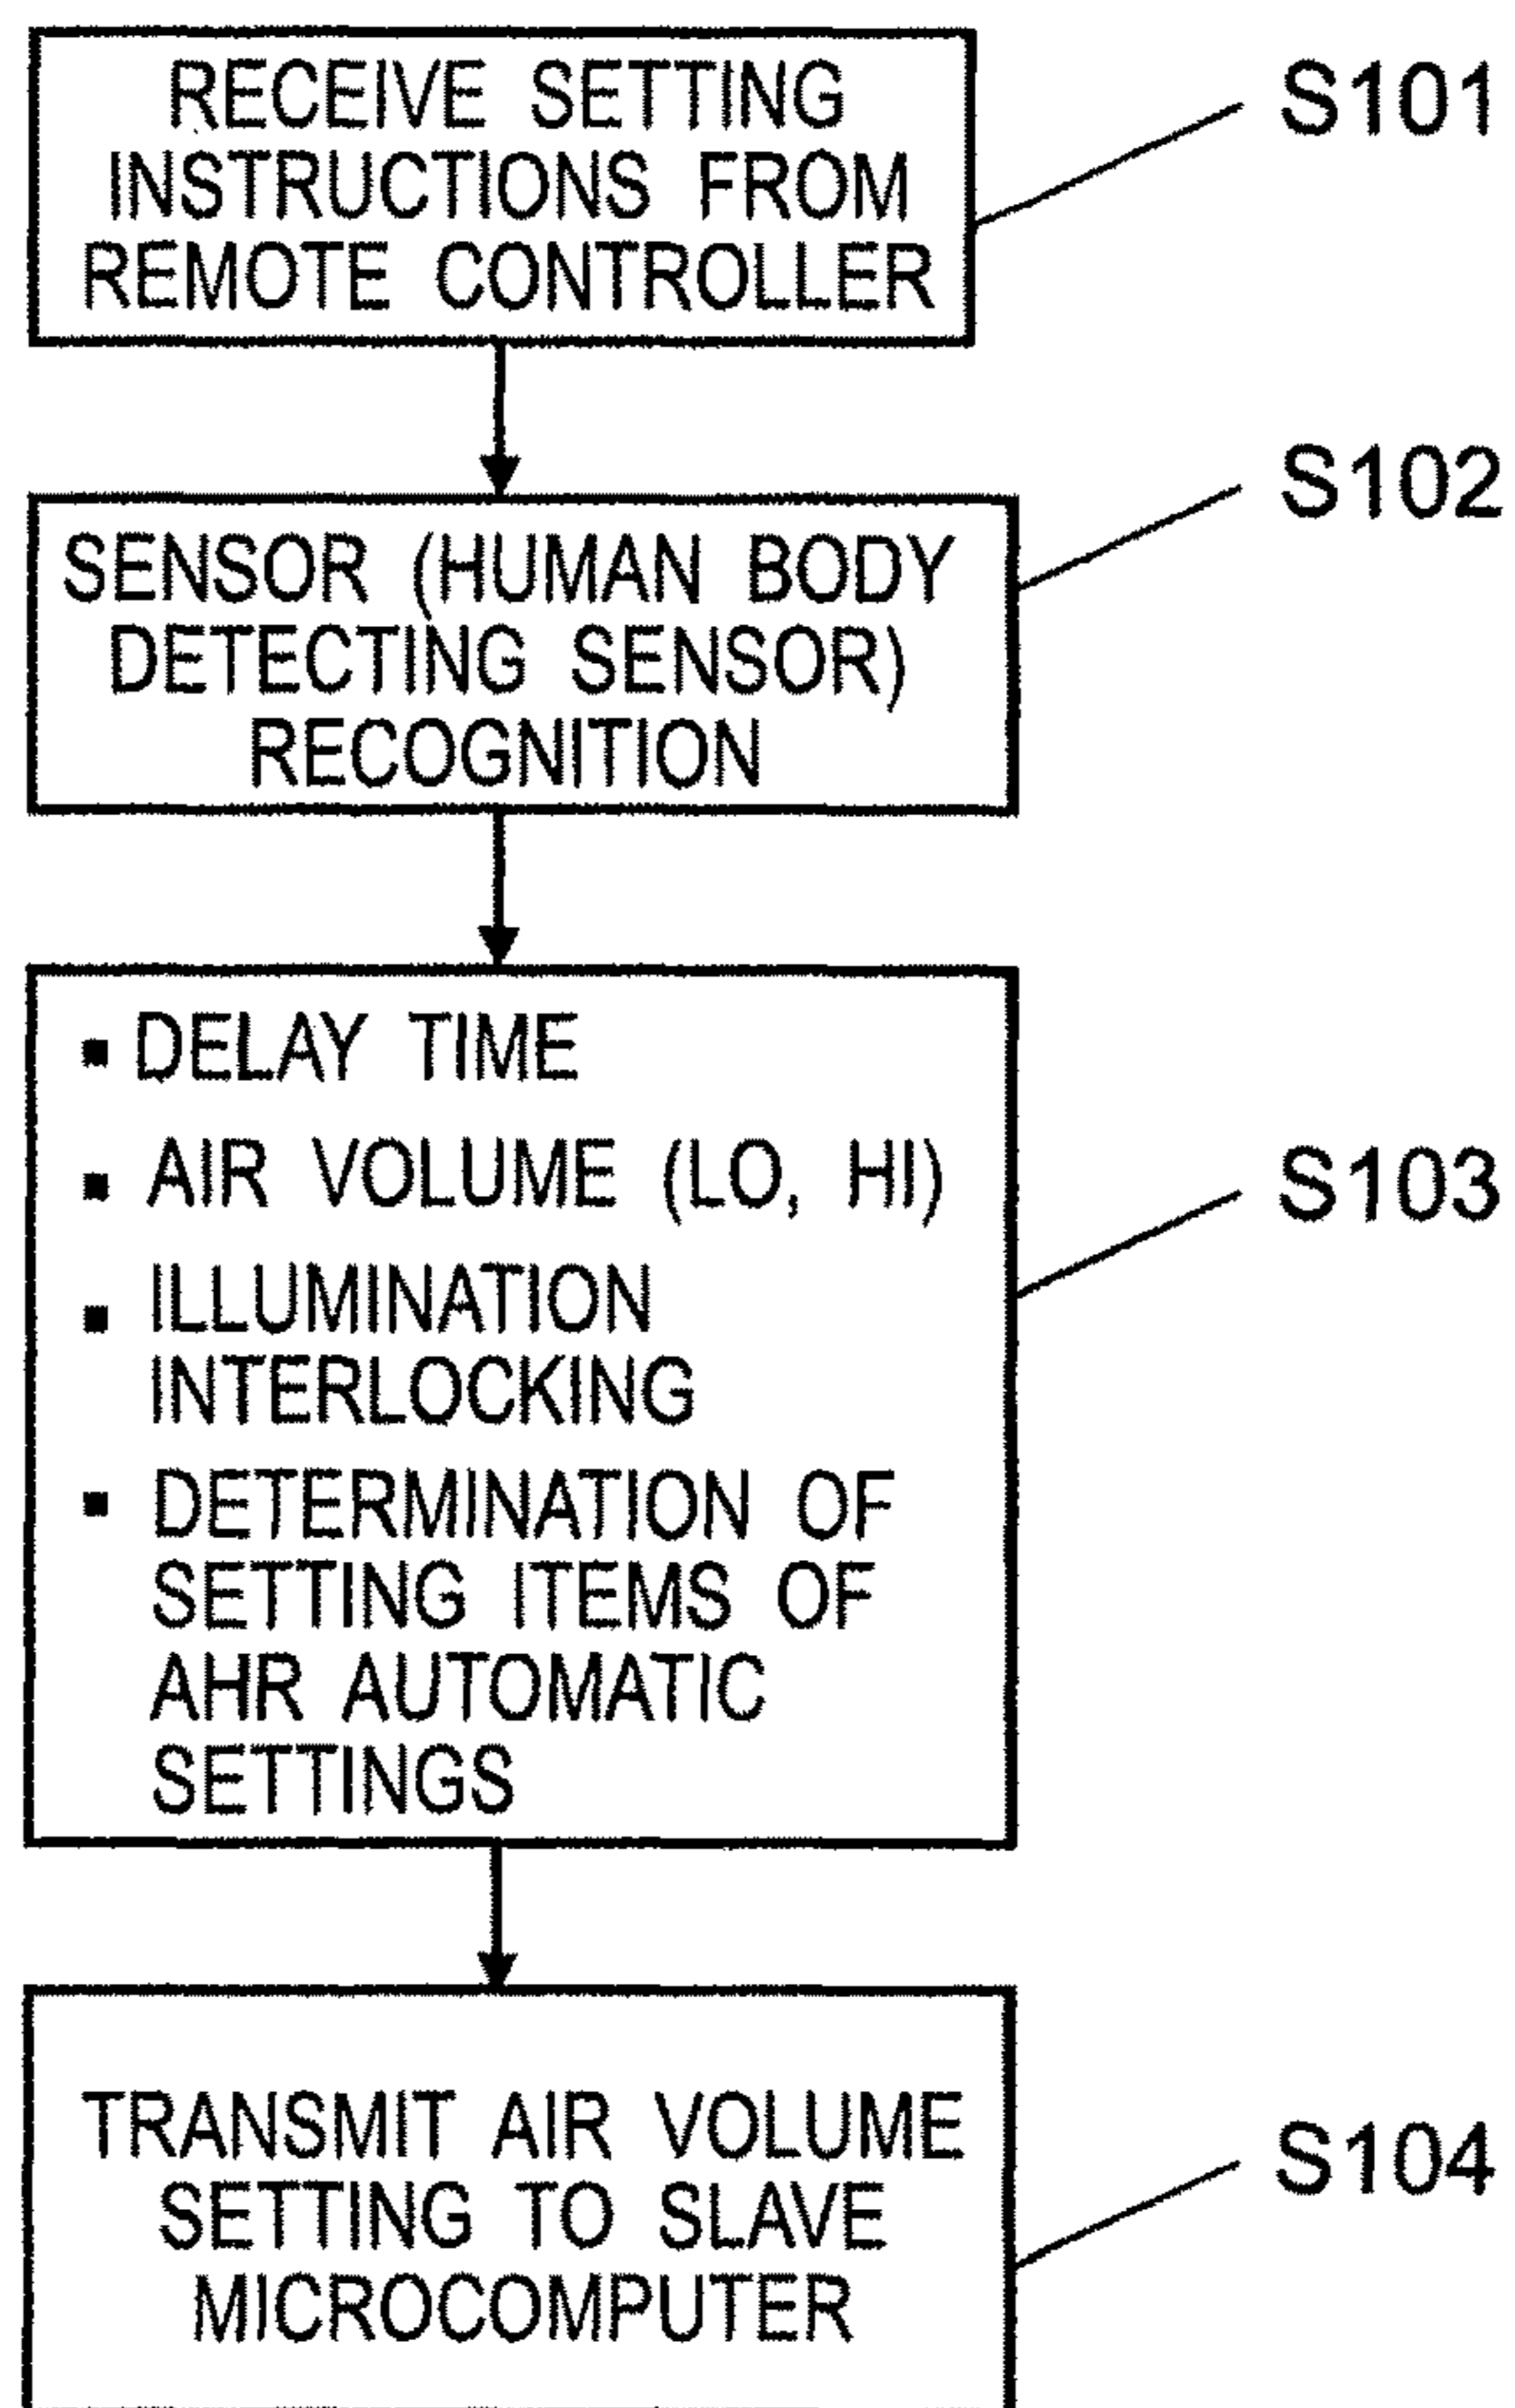 RECEIVE SETTING
INSTRUCTIONS FROM
REMOTE CONTROLLER
S101
SENSOR (HUMAN BODY
DETECTING SENSOR)
RECOGNITION
S102
▪ DELAY TIME
▪ AIR VOLUME (LO, HI)
▪ ILLUMINATION
INTERLOCKING
▪ DETERMINATION OF
SETTING ITEMS OF
AHR AUTOMATIC
SETTINGS
S103
TRANSMIT AIR VOLUME
SETTING TO SLAVE
MICROCOMPUTER
S104